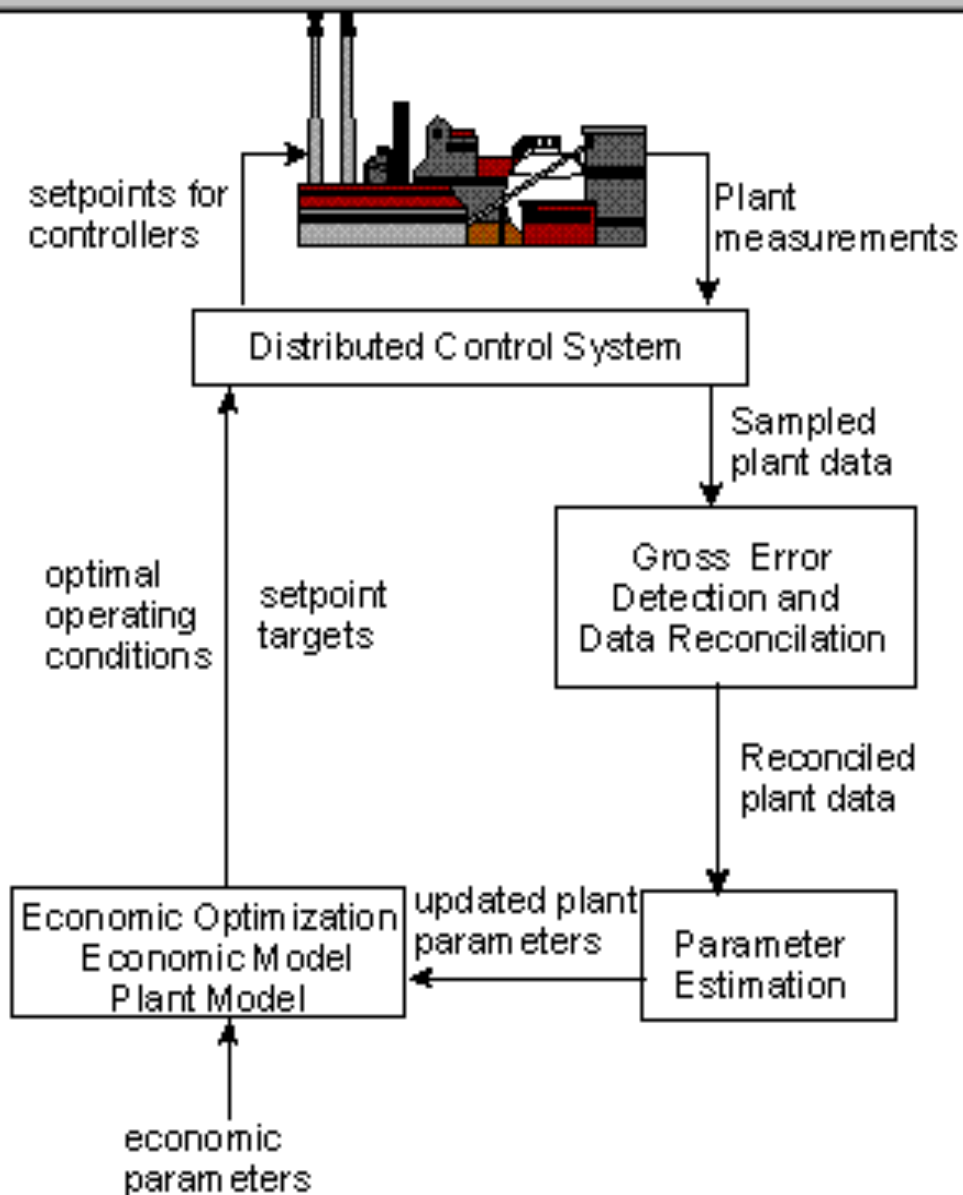 setpoints for
controllers
Plant
measurements
Distributed Control System
Sampled
plant data
Gross Error
Detection and
Data Reconcilation
optimal
operating
conditions
setpoint
targets
Reconciled
plant data
Economic Optimization
Economic Model
Plant Model
updated plant
parameters
Parameter
Estimation
economic
parameters